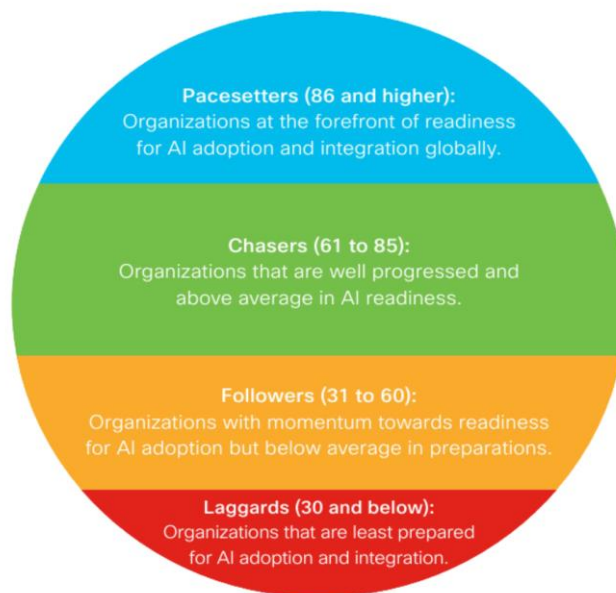 Pacesetters (86 and higher):
Organizations at the forefront of readiness
for AI adoption and integration globally.
Chasers (61 to 85):
Organizations that are well progressed and
above average in AI readiness.
Followers (31 to 60):
Organizations with momentum towards readiness
for AI adoption but below average in preparations.
Laggards (30 and below):
Organizations that are least prepared
for AI adoption and integration.